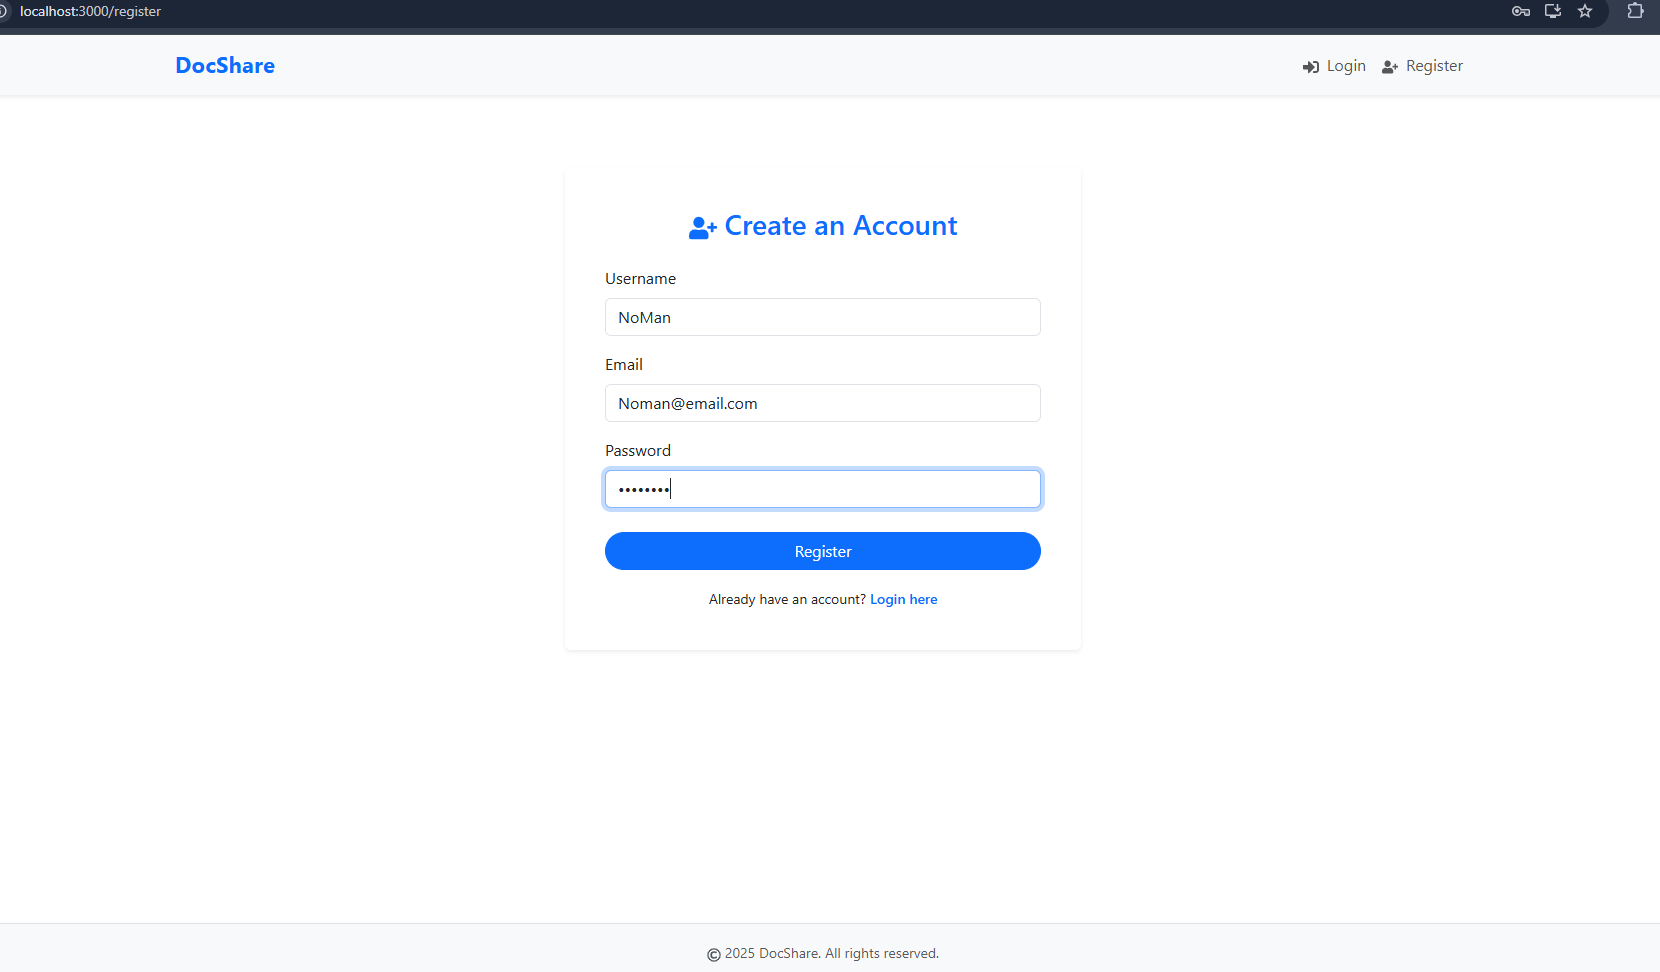 localhost:3000/register
DocShare
Login Register
Create an Account
Username
NoMan
Email
Noman@email.com
Password
••••••••
Register
Already have an account? Login here
© 2025 DocShare. All rights reserved.